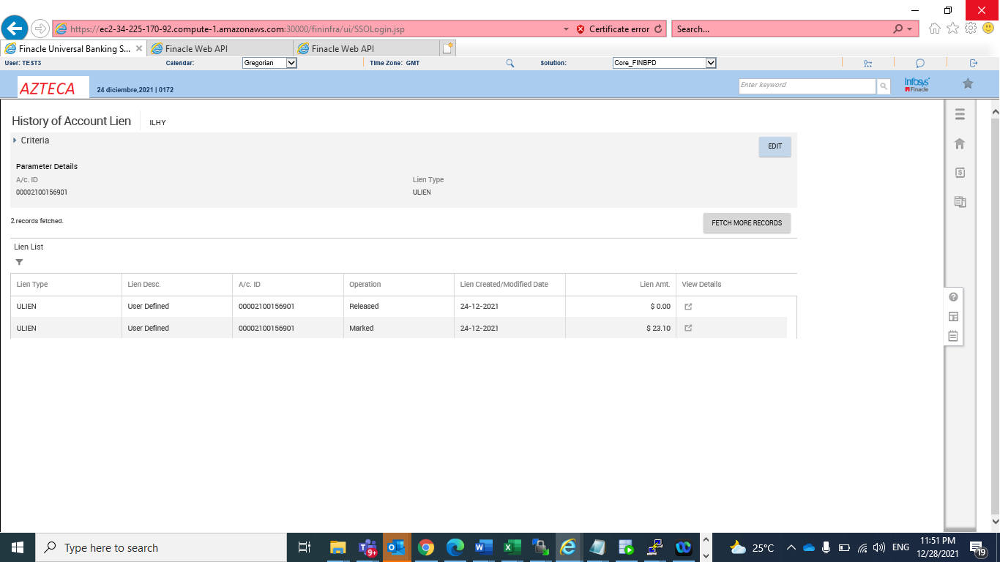 https://ec2-34-225-170-92.compute-1.amazonaws.com:30000/fininfra/ui/SSOLogin.jsp
Certificate error
Search...
Finacle Universal Banking S...
Finacle Web API
Finacle Web API
User: TEST3
Calendar:
Gregorian
Time Zone: GMT
Solution:
Core_FINBPD
AZTECA
24 diciembre,2021 | 0172
Enter keyword
Infosys
Finacle
History of Account Lien
ILHY
Criteria
EDIT
Parameter Details
A/c. ID
Lien Type
00002100156901
ULIEN
2 records fetched.
FETCH MORE RECORDS
Lien List
Lien Type Lien Desc. A/c. ID Operation Lien Created/Modified Date Lien Amt. View Details
ULIEN User Defined 00002100156901 Released 24-12-2021 $ 0.00
ULIEN User Defined 00002100156901 Marked 24-12-2021 $ 23.10
Type here to search
9+
25°C
ENG
11:51 PM
12/28/2021
19